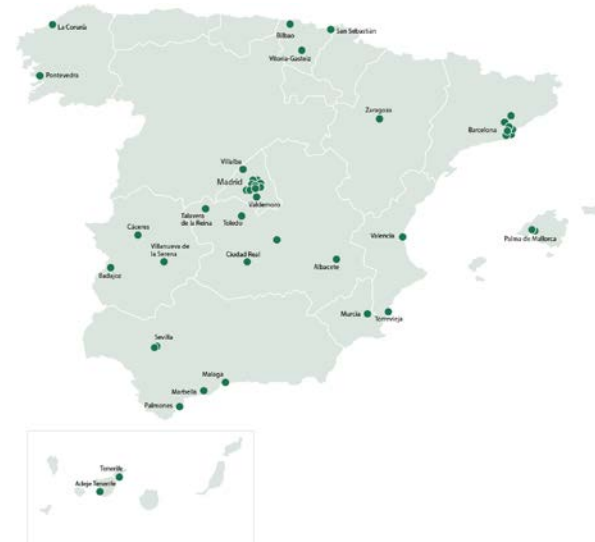 La Coruña
Bilbao
San Sebastián
Vitoria-Gasteiz
Pontevedra
Zaragoza
Barcelona
Villalba
Madrid
Valdemoro
Talavera
de la Reina
Toledo
Cáceres
Villanueva de
la Serena
Badajoz
Ciudad Real
Albacete
Valencia
Palma de Mallorca
Murcia
Torrevieja
Sevilla
Malaga
Marbella
Palmones
Tenerife
Adeje Tenerife